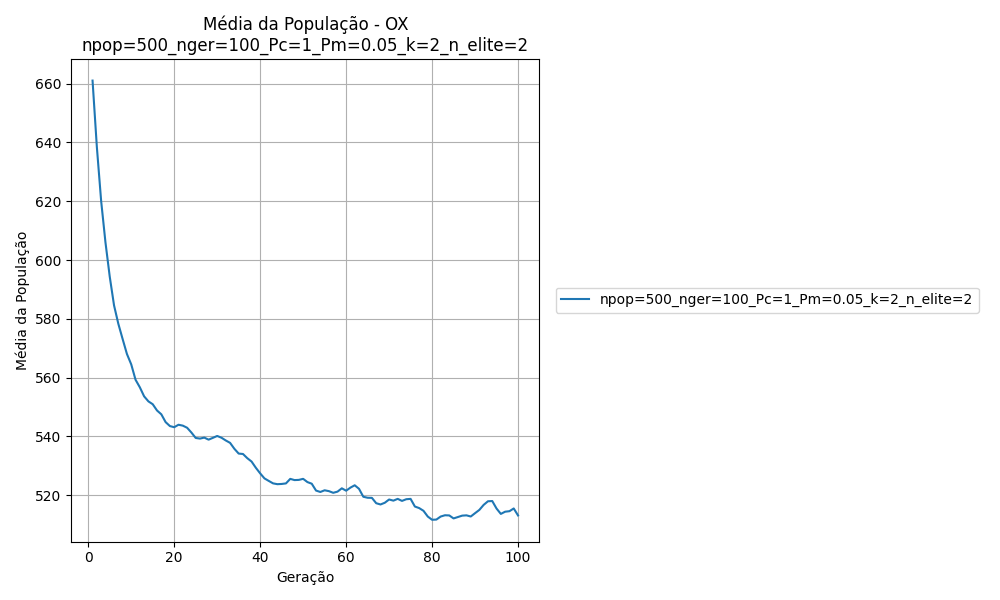 Média da População - OX
npop=500_nger=100_Pc=1_Pm=0.05_k=2_n_elite=2
Média da População
660
640
620
600
580
560
540
520
0
20
40
60
80
100
Geração
npop=500_nger=100_Pc=1_Pm=0.05_k=2_n_elite=2